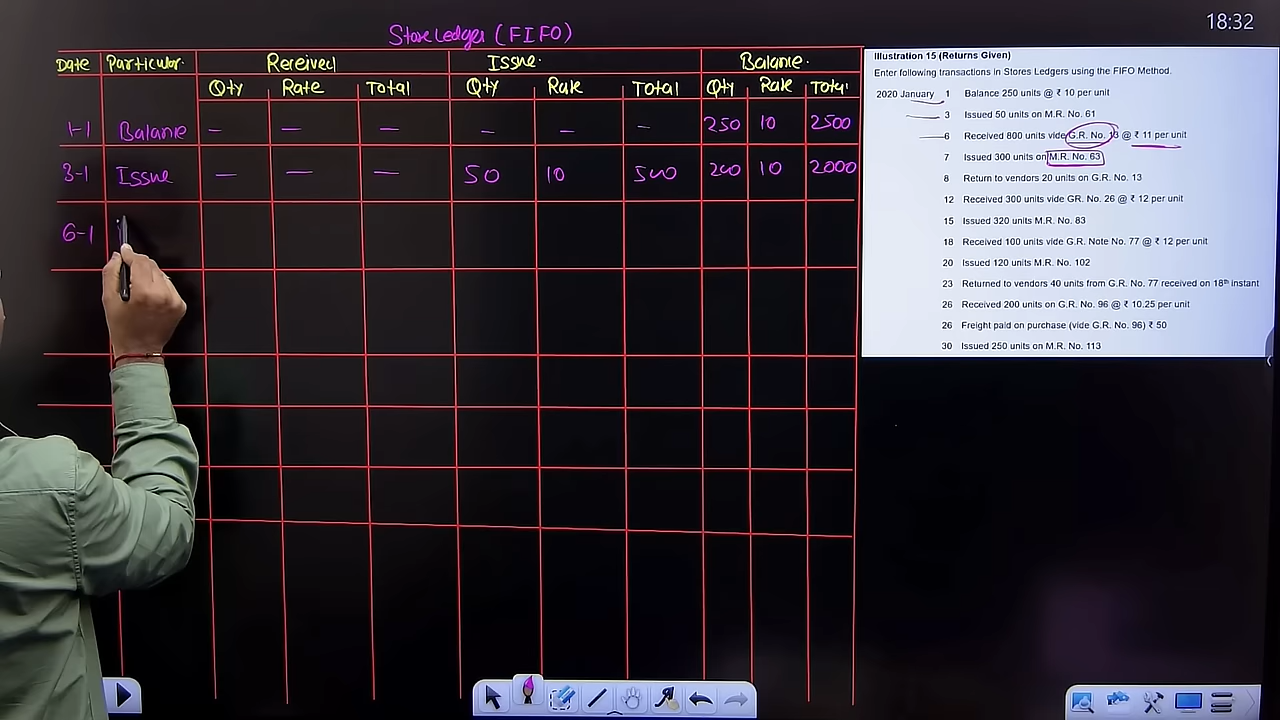 18:32
Store Ledger (FIFO)
Date Particular Received Issue Balance
Qty Rate Total Qty Rate Total Qty Rate Total
1-1 Balance - - - - - - 250 10 2500
3-1 Issue - - - 50 10 500 200 10 2000
6-1
Illustration 15 (Returns Given)
Enter following transactions in Stores Ledgers using the FIFO Method.
2020 January 1 Balance 250 units @ ₹ 10 per unit
3 Issued 50 units on M.R. No. 61
6 Received 800 units vide G.R. No. 13 @ ₹ 11 per unit
7 Issued 300 units on M.R. No. 63
8 Return to vendors 20 units on G.R. No. 13
12 Received 300 units vide GR. No. 26 @ ₹ 12 per unit
15 Issued 320 units M.R. No. 83
18 Received 100 units vide G.R. Note No. 77 @ ₹ 12 per unit
20 Issued 120 units M.R. No. 102
23 Returned to vendors 40 units from G.R. No. 77 received on 18th instant
26 Received 200 units on G.R. No. 96 @ ₹ 10.25 per unit
26 Freight paid on purchase (vide G.R. No. 96) ₹ 50
30 Issued 250 units on M.R. No. 113